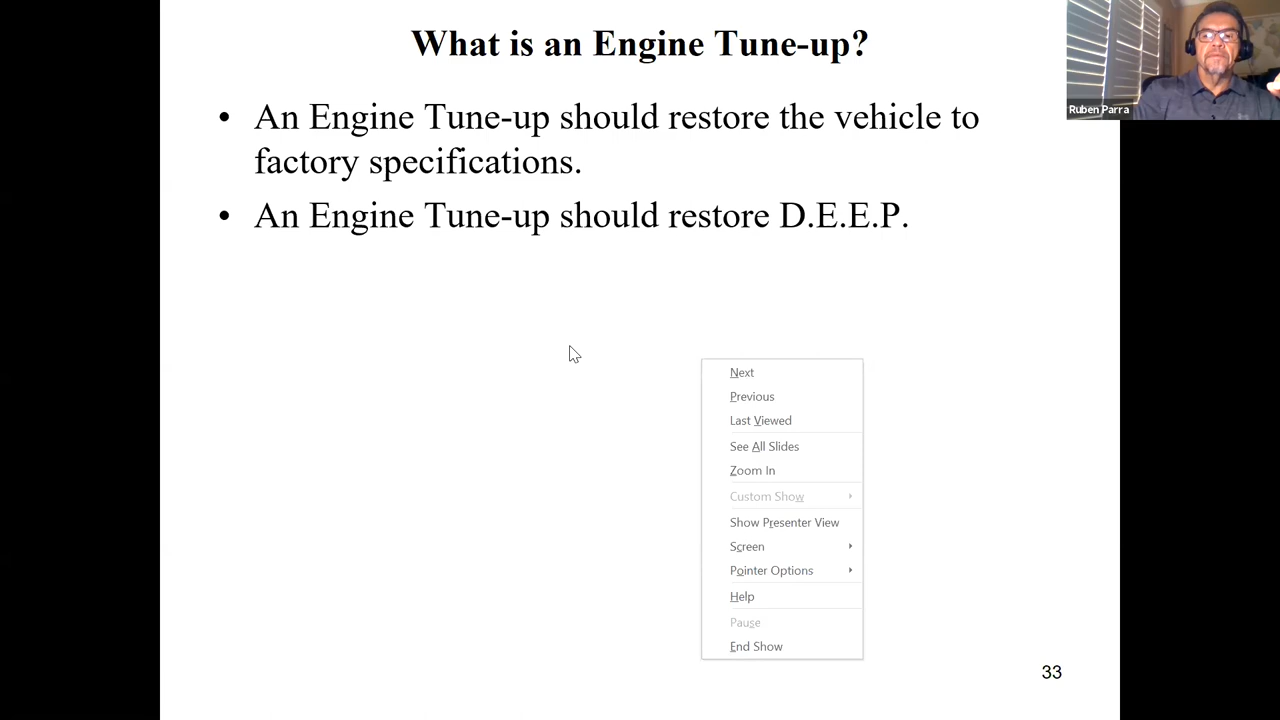 What is an Engine Tune-up?
Ruben Parra
• An Engine Tune-up should restore the vehicle to
factory specifications.
• An Engine Tune-up should restore D.E.E.P.
Next
Previous
Last Viewed
See All Slides
Zoom In
Custom Show
Show Presenter View
Screen
Pointer Options
Help
Pause
End Show
33